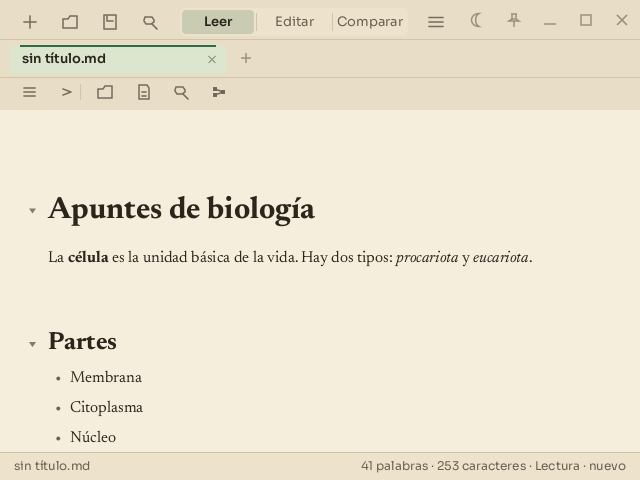 Leer
Editar
Comparar
sin título.md
Apuntes de biología
La célula es la unidad básica de la vida. Hay dos tipos: procariota y eucariota.
Partes
• Membrana
• Citoplasma
• Núcleo
sin título.md
41 palabras · 253 caracteres · Lectura · nuevo